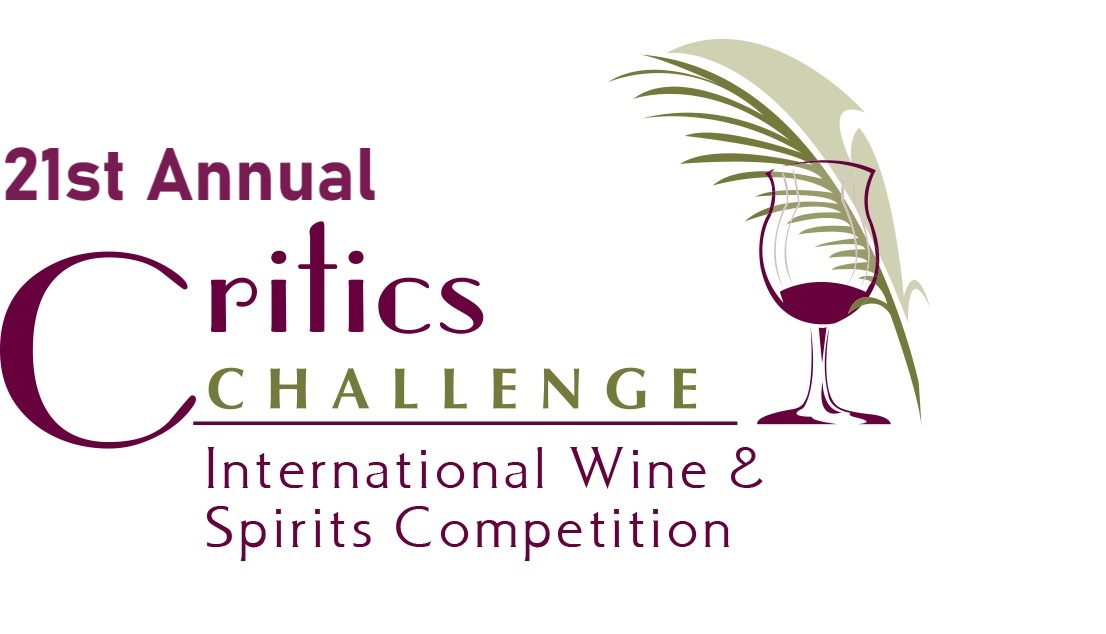 21st Annual
Critics
CHALLENGE
International Wine &
Spirits Competition